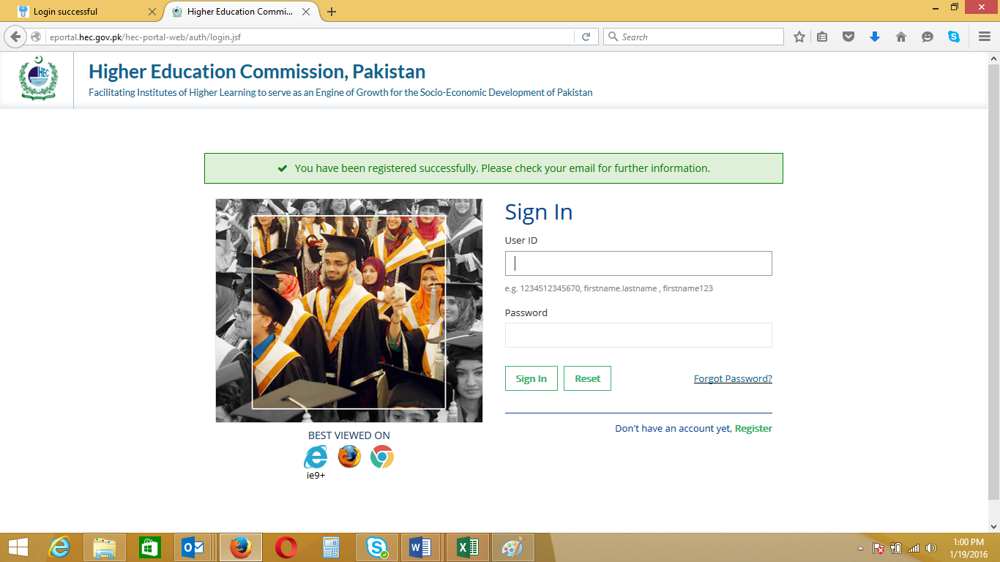 Login successful
Higher Education Commi...
eportal.hec.gov.pk/hec-portal-web/auth/login.jsf
Search
HEC
Higher Education Commission, Pakistan
Facilitating Institutes of Higher Learning to serve as an Engine of Growth for the Socio-Economic Development of Pakistan
You have been registered successfully. Please check your email for further information.
Sign In
User ID
e.g. 1234512345670, firstname.lastname , firstname123
Password
Sign In
Reset
Forgot Password?
Don't have an account yet, Register
BEST VIEWED ON
ie9+
1:00 PM
1/19/2016